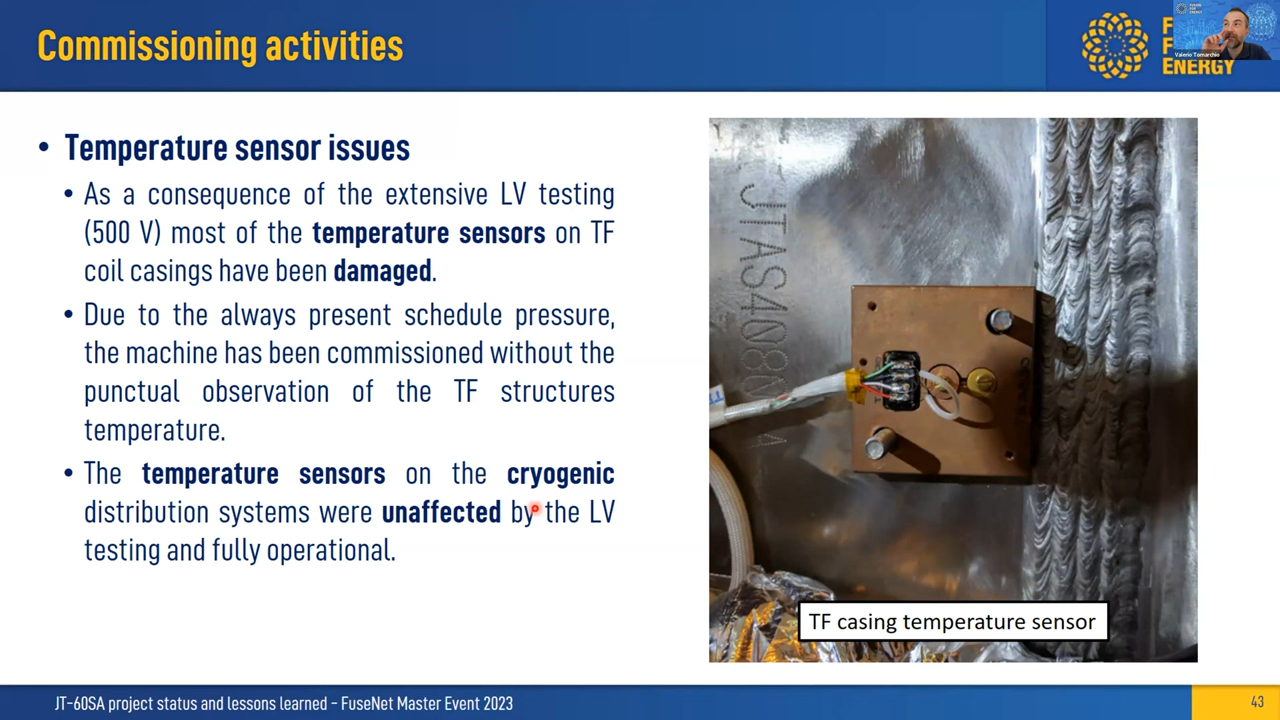 Commissioning activities
FUSION
FOR
ENERGY
Valerio Tomarchio
• Temperature sensor issues
• As a consequence of the extensive LV testing
(500 V) most of the temperature sensors on TF
coil casings have been damaged.
• Due to the always present schedule pressure,
the machine has been commissioned without the
punctual observation of the TF structures
temperature.
• The temperature sensors on the cryogenic
distribution systems were unaffected by the LV
testing and fully operational.
TF casing temperature sensor
JT-60SA project status and lessons learned - FuseNet Master Event 2023
43